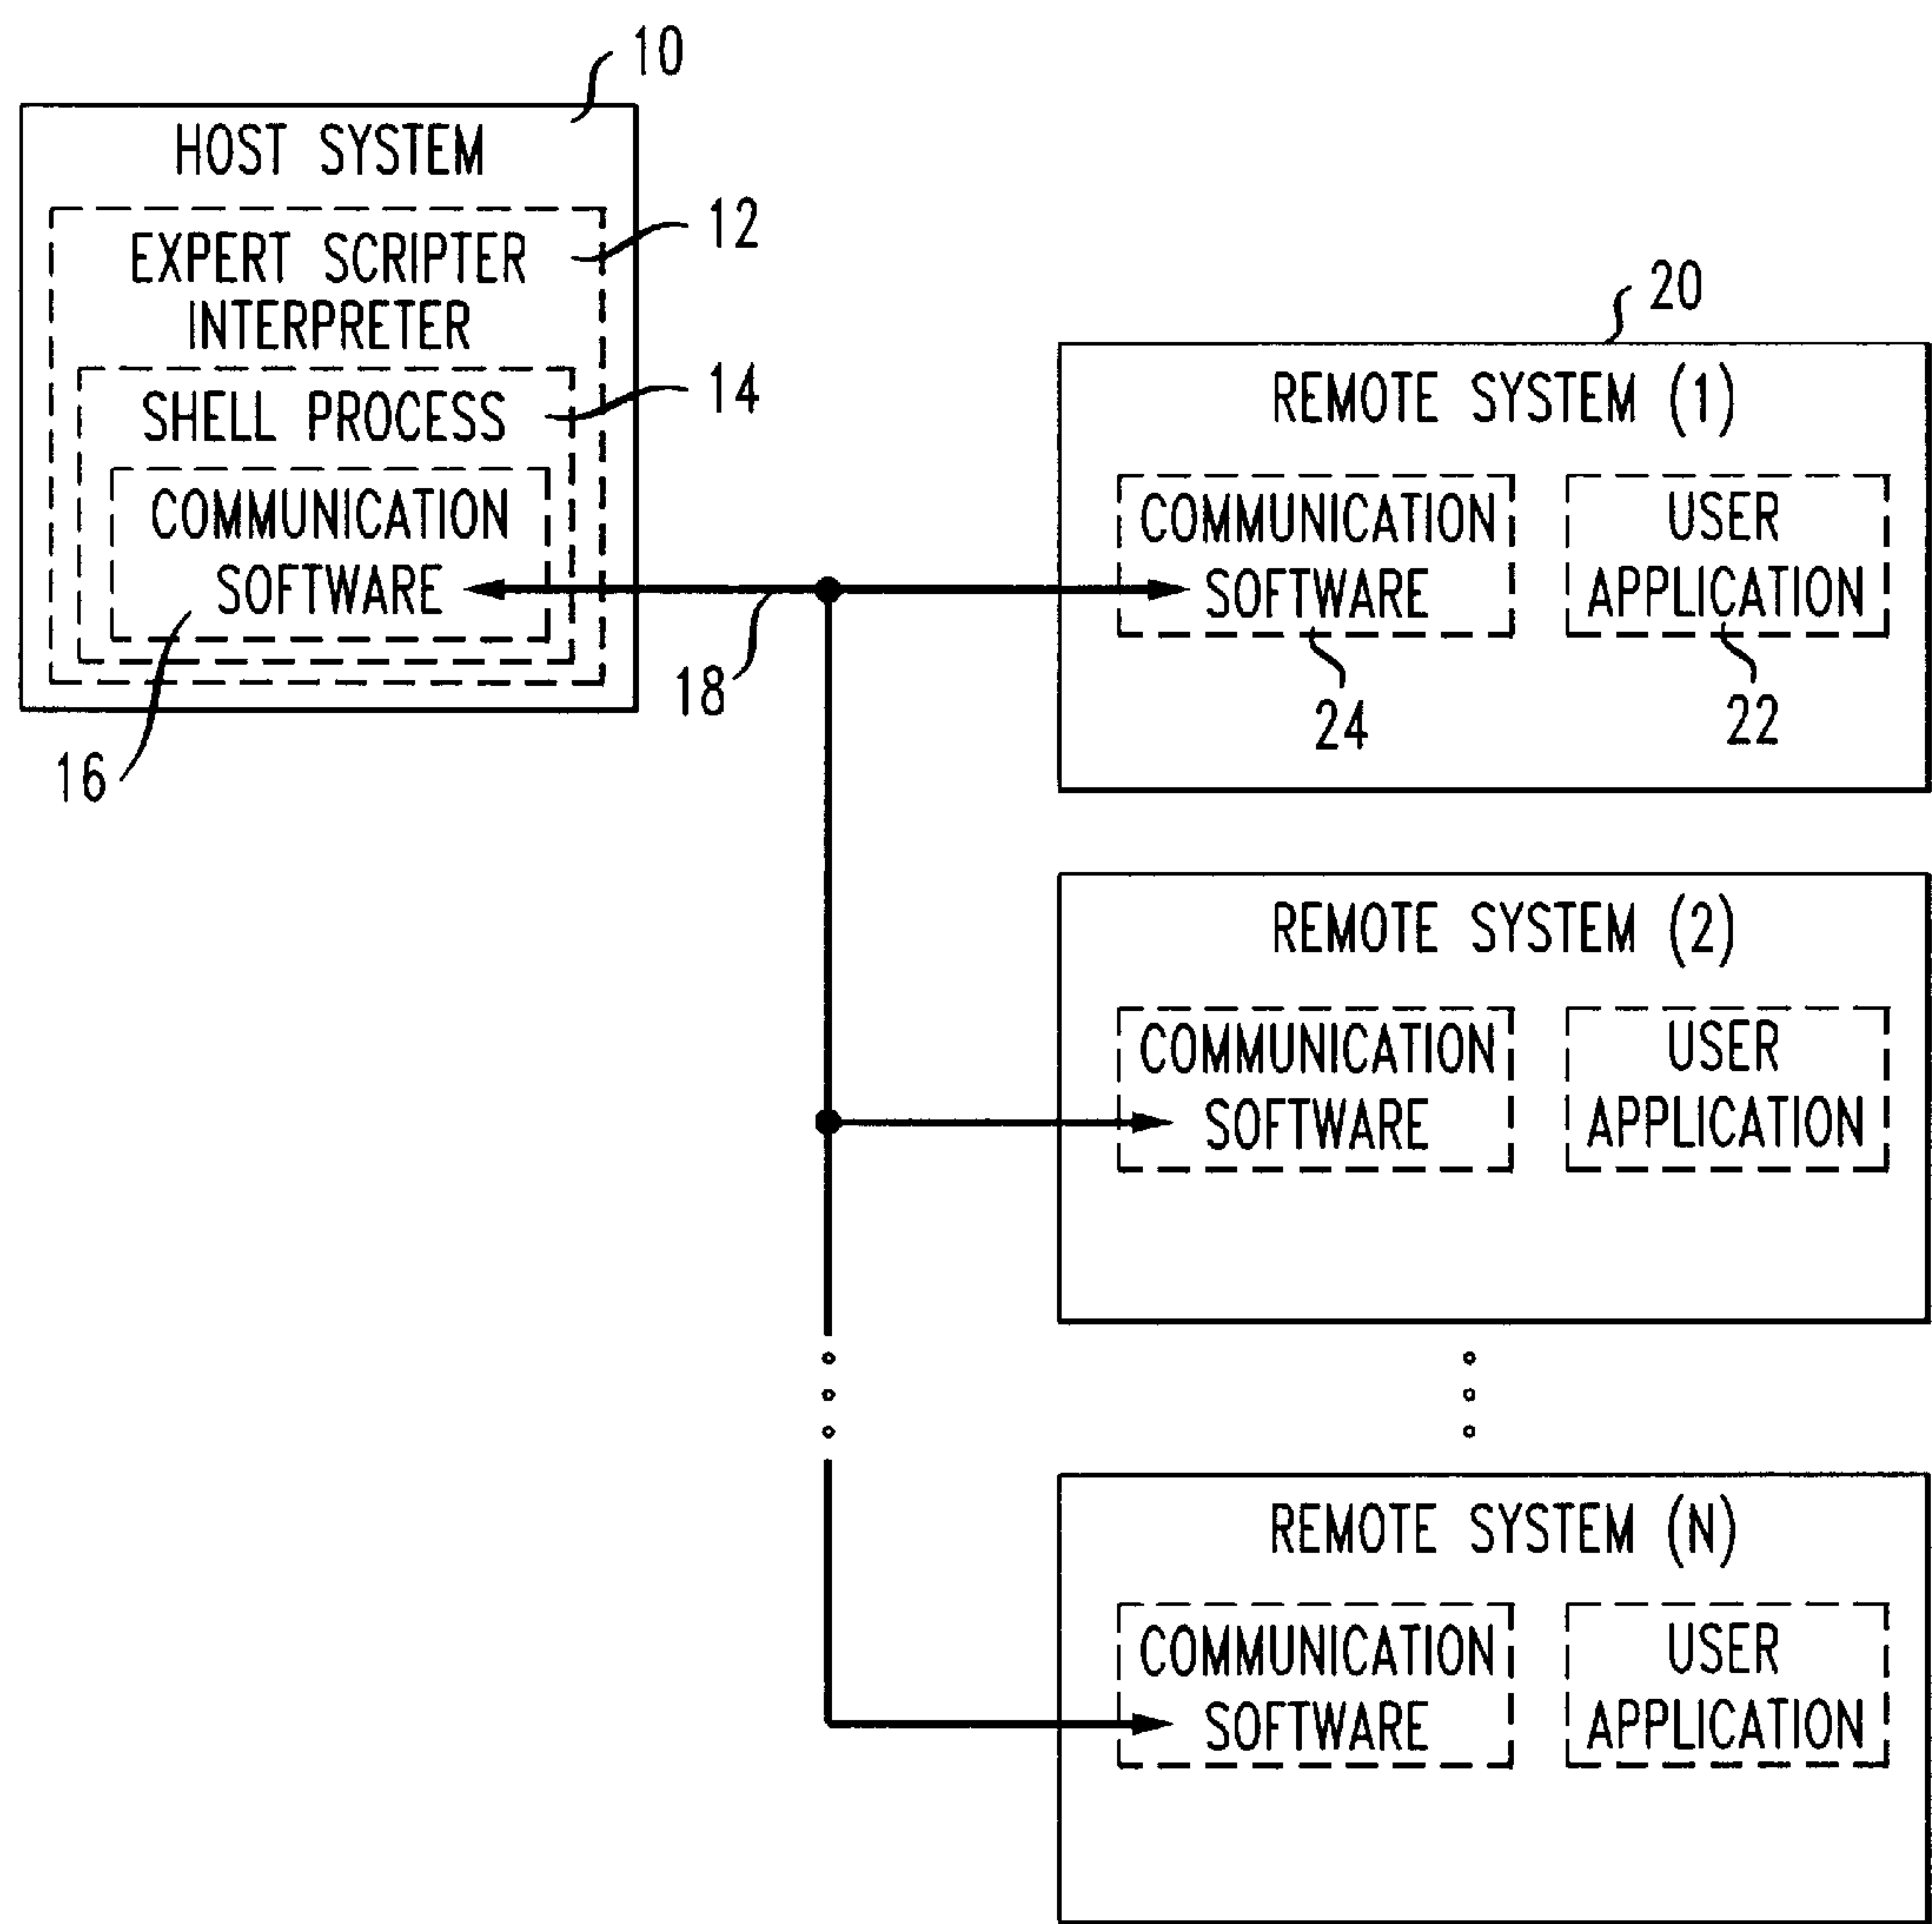 10
HOST SYSTEM
12
EXPERT SCRIPTER
INTERPRETER
14
SHELL PROCESS
COMMUNICATION
SOFTWARE
16
18
20
REMOTE SYSTEM (1)
COMMUNICATION
SOFTWARE
24
USER
APPLICATION
22
REMOTE SYSTEM (2)
COMMUNICATION
SOFTWARE
USER
APPLICATION
REMOTE SYSTEM (N)
COMMUNICATION
SOFTWARE
USER
APPLICATION